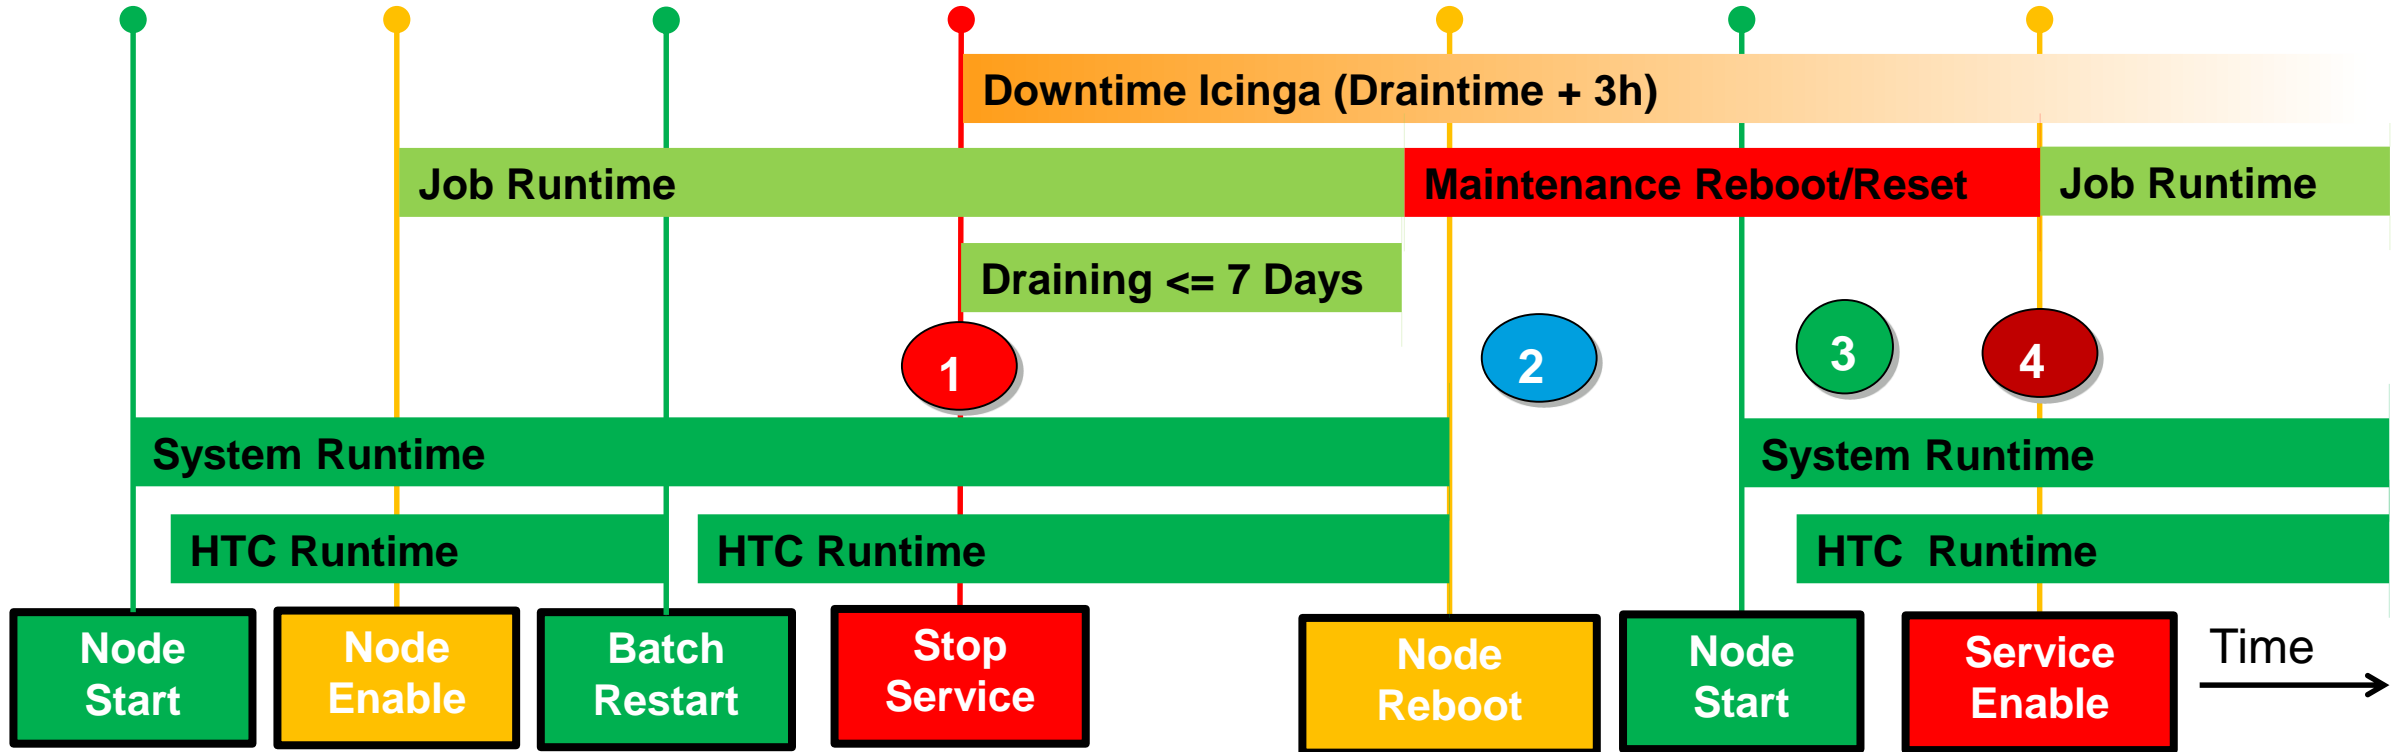 Downtime Icinga (Draintime + 3h)
Job Runtime
Maintenance Reboot/Reset
Job Runtime
Draining <= 7 Days
1
2
3
4
System Runtime
System Runtime
HTC Runtime
HTC Runtime
HTC  Runtime
Node
Start
Node
Enable
Batch
Restart
Stop
Service
Node
Reboot
Node
Start
Service
Enable
Time